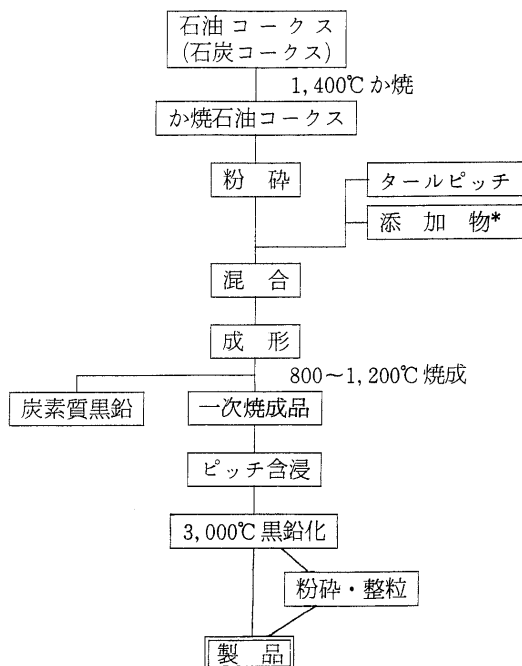 石油コークス
(石炭コークス)
1,400℃か焼
か焼石油コークス
粉砕
タールピッチ
添加物*
混合
成形
800～1,200℃焼成
炭素質黒鉛
一次焼成品
ピッチ含浸
3,000℃黒鉛化
粉砕・整粒
製品